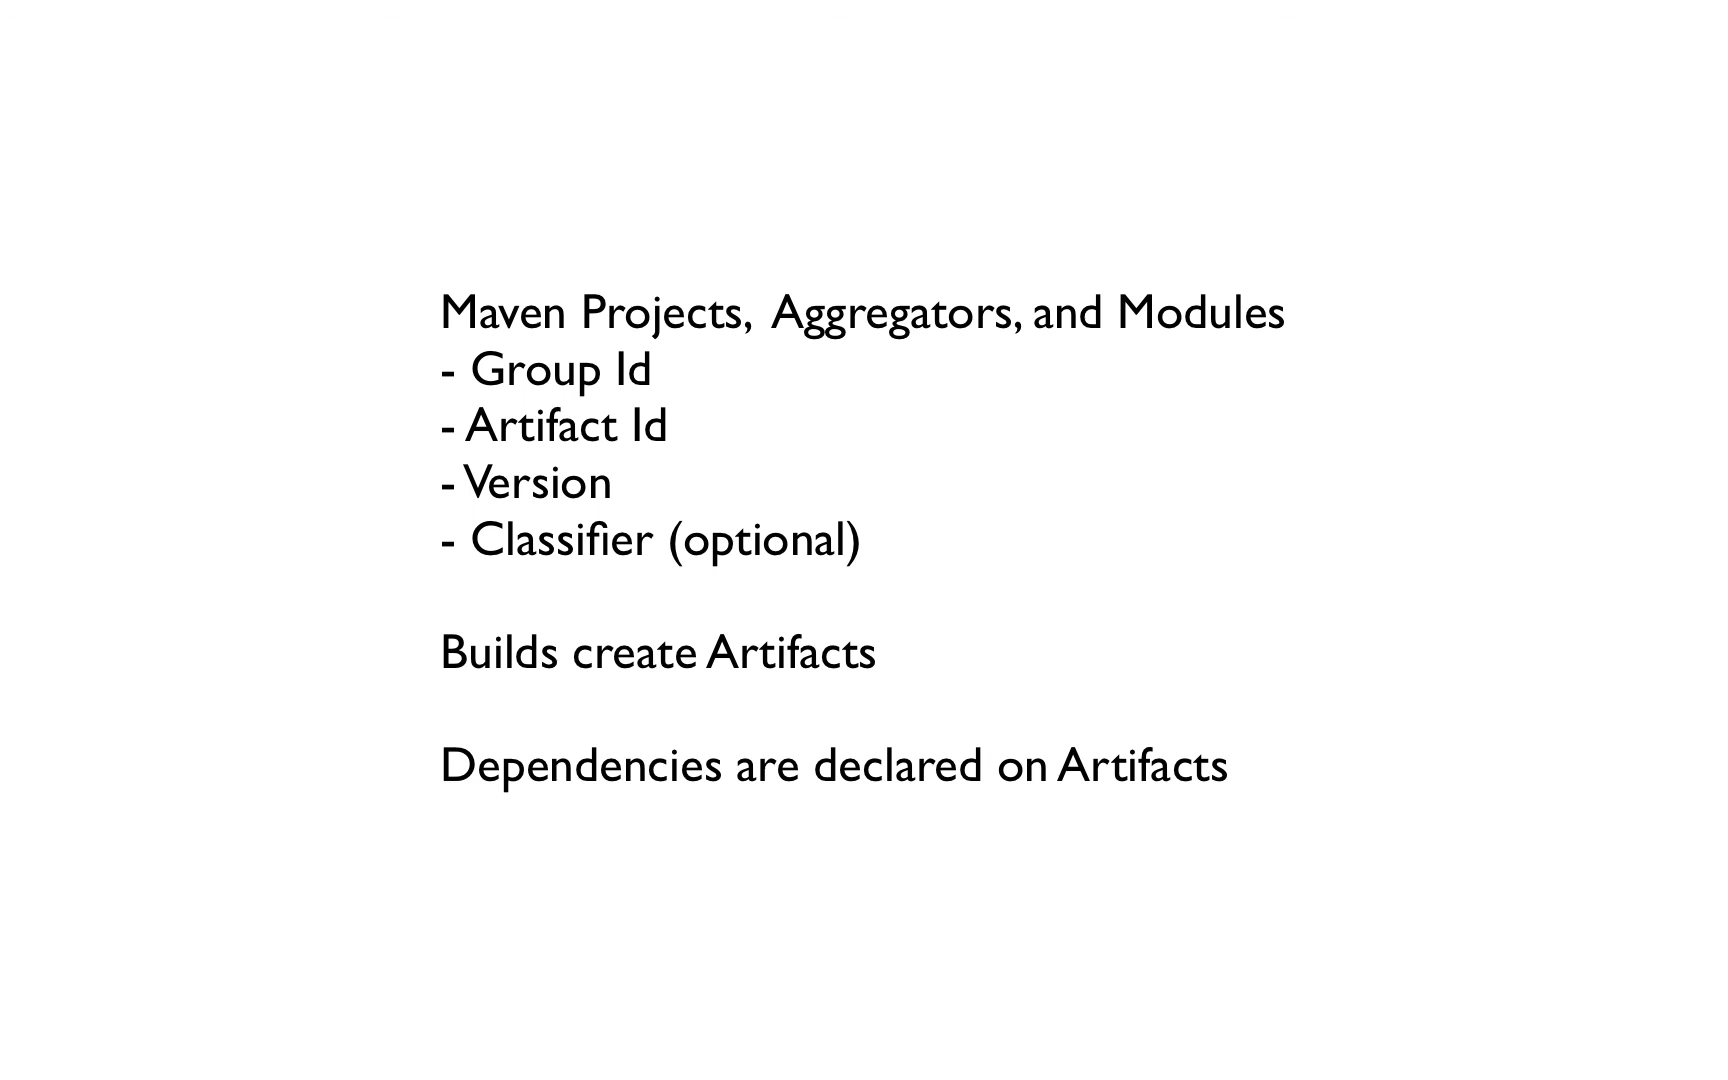 Maven Projects, Aggregators, and Modules
- Group Id
- Artifact Id
- Version
- Classifier (optional)
Builds create Artifacts
Dependencies are declared on Artifacts